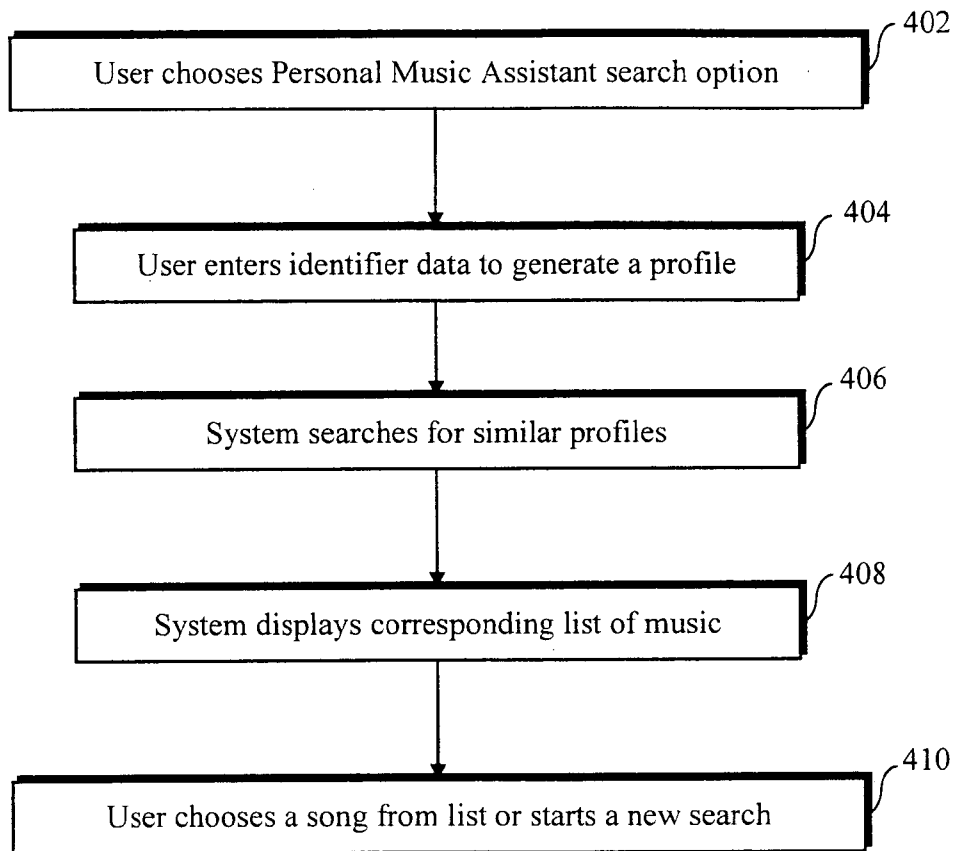 402
User chooses Personal Music Assistant search option
404
User enters identifier data to generate a profile
406
System searches for similar profiles
408
System displays corresponding list of music
410
User chooses a song from list or starts a new search